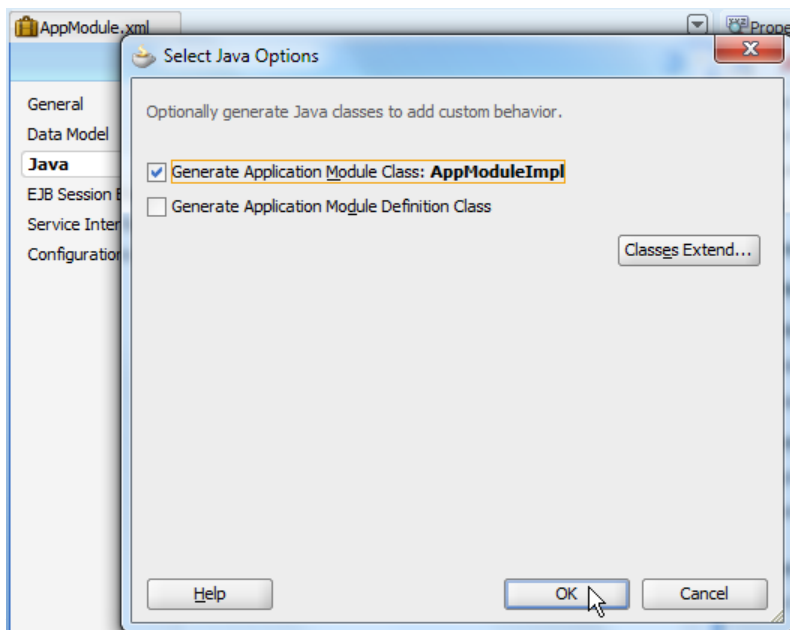 AppModule.xml
Select Java Options
General
Data Model
Java
EJB Session
Service Inter
Configuration
Optionally generate Java classes to add custom behavior.
Generate Application Module Class: AppModuleImpl
Generate Application Module Definition Class
Classes Extend...
Help
OK
Cancel